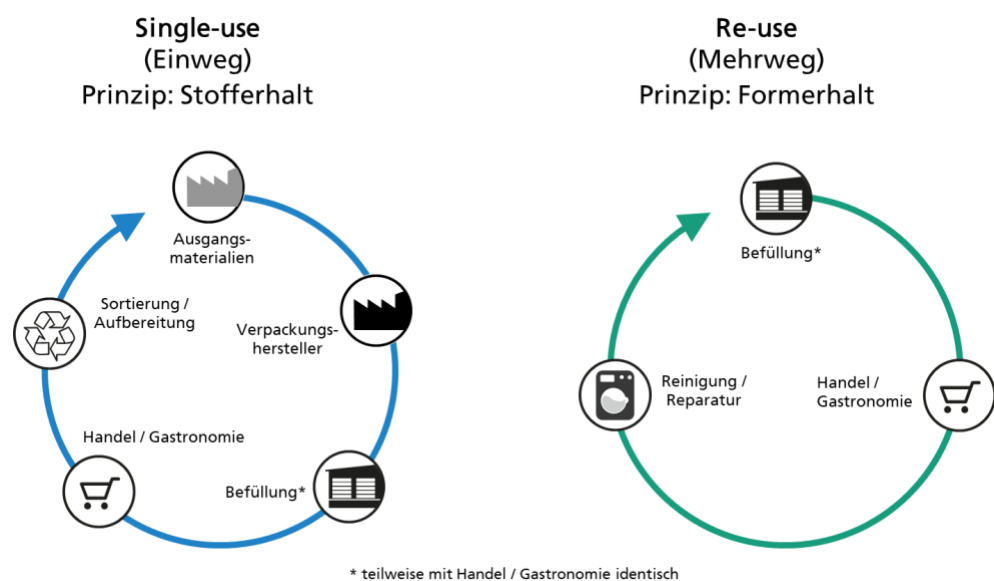 Single-use
(Einweg)
Prinzip: Stofferhalt
Ausgangs-
materialien
Verpackungs-
hersteller
Befüllung*
Handel / Gastronomie
Sortierung /
Aufbereitung
Re-use
(Mehrweg)
Prinzip: Formerhalt
Befüllung*
Handel /
Gastronomie
Reinigung /
Reparatur
* teilweise mit Handel / Gastronomie identisch